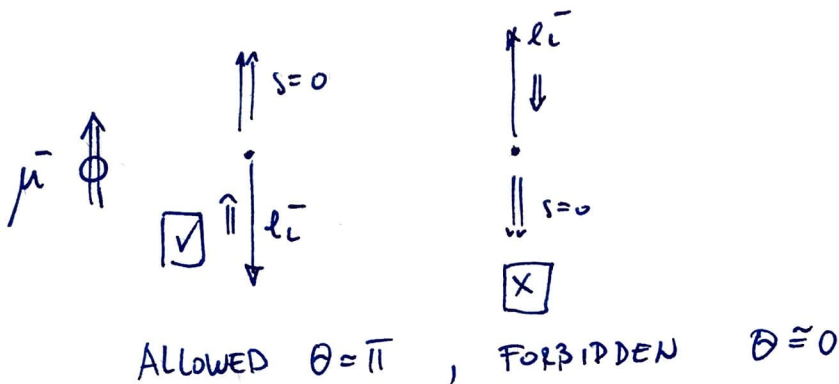 ℓL⁻
s=0
μ⁻
s=0
ℓL⁻
✓
X
ALLOWED θ=π , FORBIDDEN θ≅0